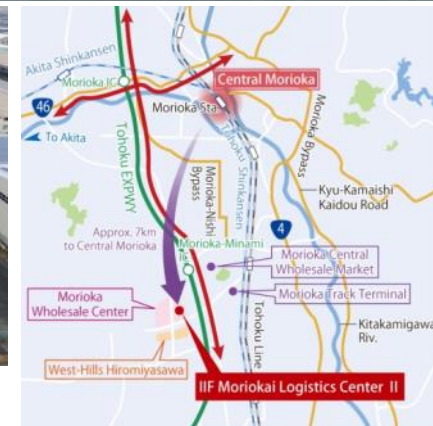 Akita Shinkansen
Central Morioka
Morioka IC
46
Morioka Sta.
To Akita
Tohoku EXPWY
Tohoku Shinkansen
Morioka
Bypass
Morioka-Nishi
Bypass
Kyu-Kamaishi
Kaidou Road
4
Approx. 7km
to Central Morioka
Morioka-Minami
IC
Morioka Central
Wholesale Market
Morioka
Wholesale Center
Morioka Track Terminal
Tohoku Line
Kitakamigawa
Riv.
West-Hills Hiromiyasawa
IIF Moriokai Logistics Center II